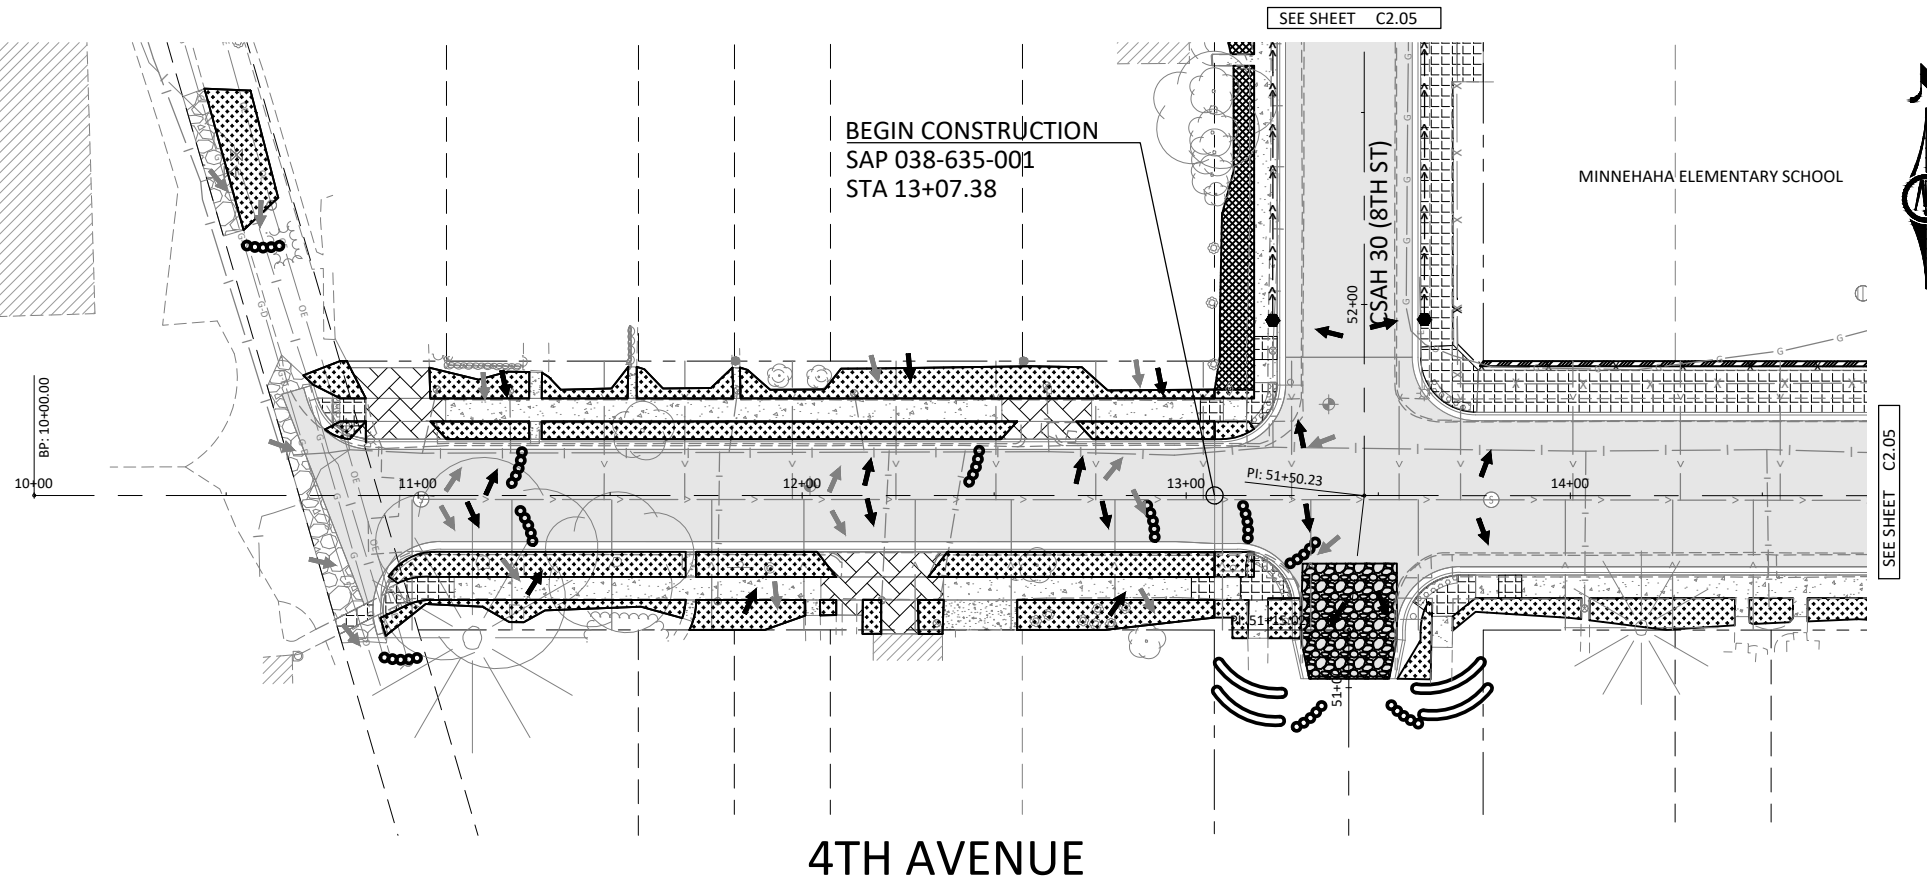 SEE SHEET C2.05
BEGIN CONSTRUCTION
SAP 038-635-001
STA 13+07.38
MINNEHAHA ELEMENTARY SCHOOL
CSAH 30 (8TH ST)
52+00
BP: 10+00.00
10+00
11+00
12+00
13+00
PI: 51+50.23
14+00
SEE SHEET C2.05
4TH AVENUE